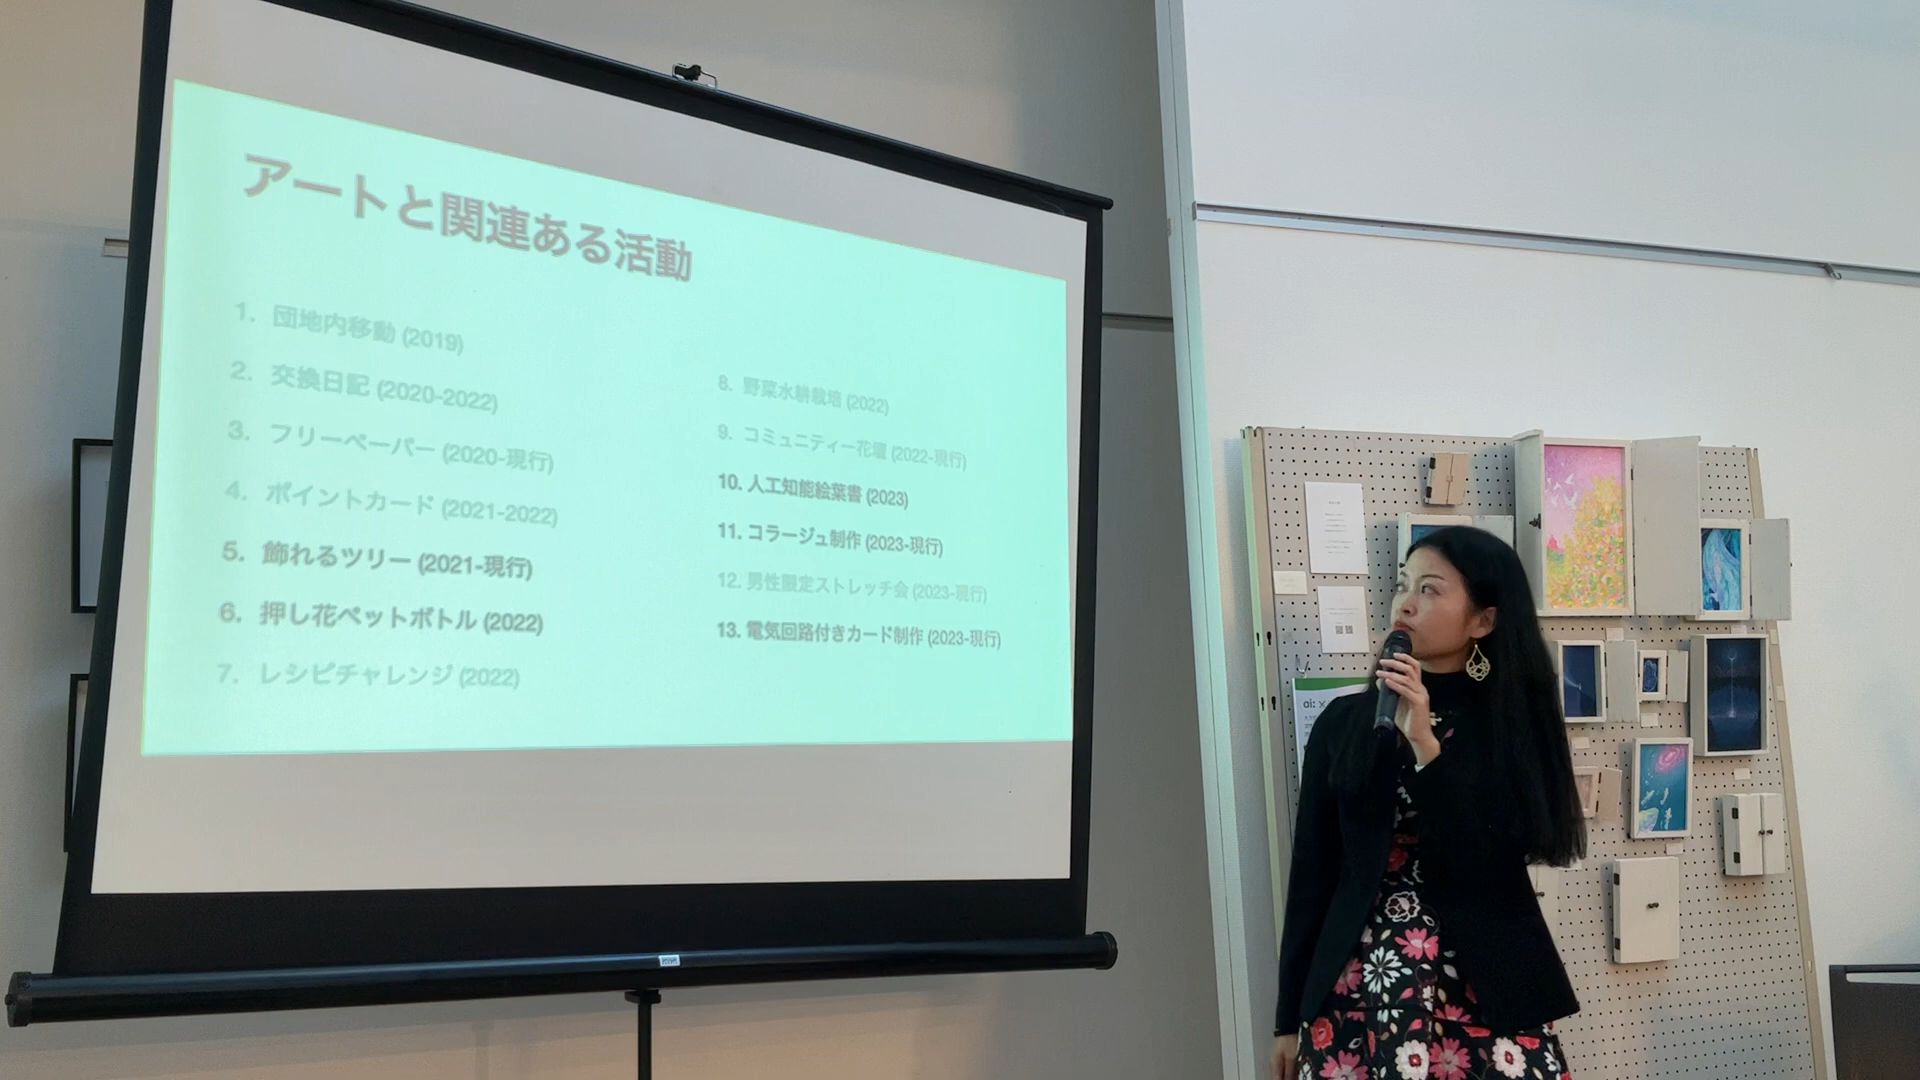 アートと関連ある活動
1. 団地内移動 (2019)
2. 交換日記 (2020-2022)
3. フリーペーパー (2020-現行)
4. ポイントカード (2021-2022)
5. 飾れるツリー (2021-現行)
6. 押し花ペットボトル (2022)
7. レシピチャレンジ (2022)
8. 野菜水耕栽培 (2022)
9. コミュニティー花壇 (2022-現行)
10. 人工知能絵葉書 (2023)
11. コラージュ制作 (2023-現行)
12. 男性限定ストレッチ会 (2023-現行)
13. 電気回路付きカード制作 (2023-現行)
oi: ×